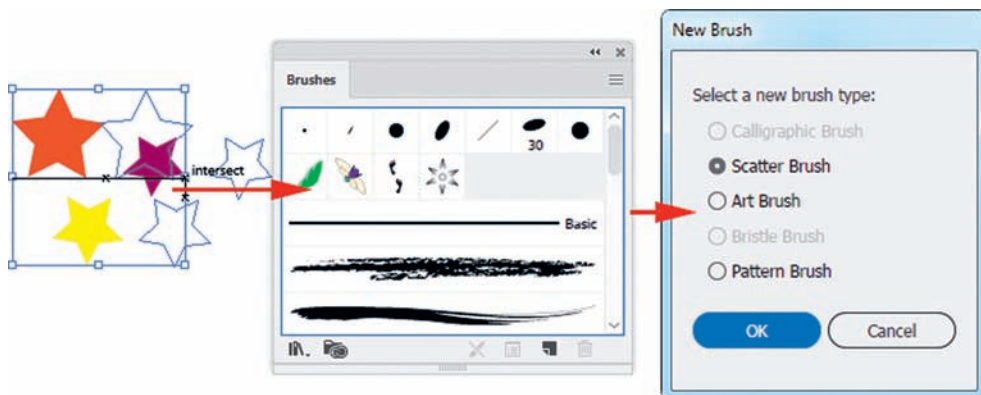 intersect
Brushes
30
Basic
New Brush
Select a new brush type:
Calligraphic Brush
Scatter Brush
Art Brush
Bristle Brush
Pattern Brush
OK
Cancel